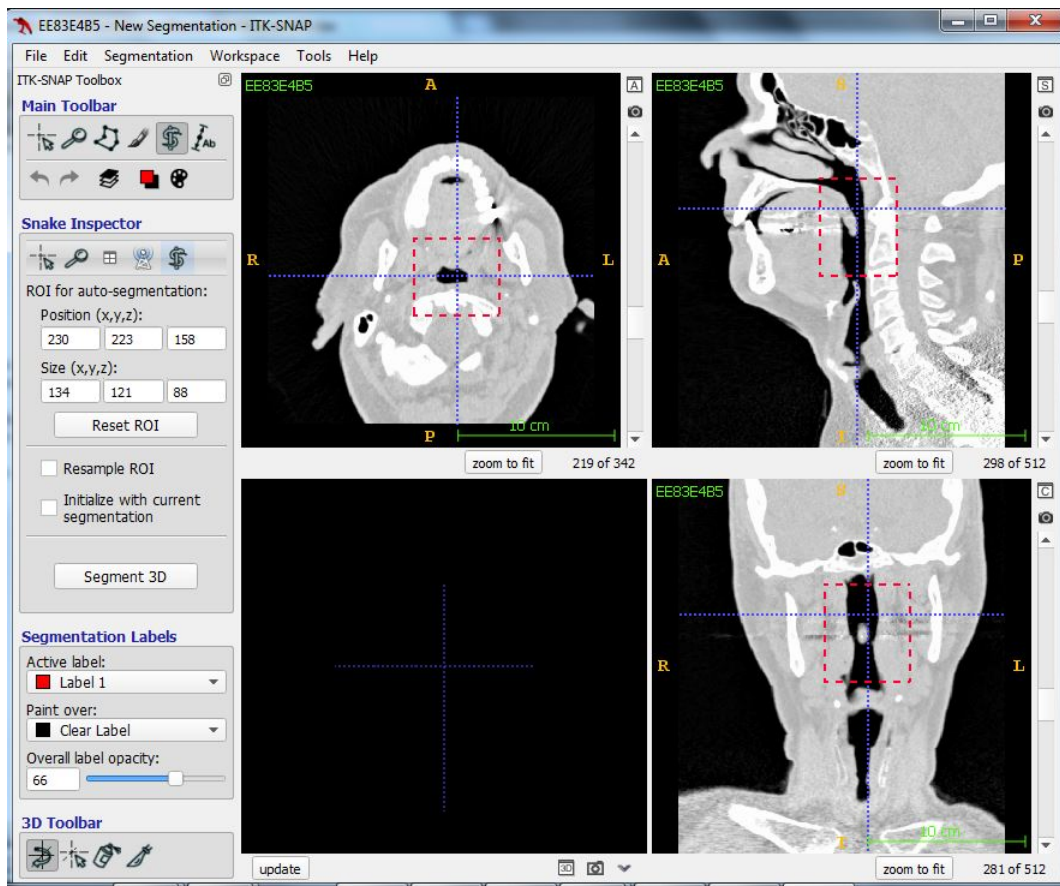 EE83E4B5 - New Segmentation - ITK-SNAP
File Edit Segmentation Workspace Tools Help
ITK-SNAP Toolbox
Main Toolbar
Ab
Snake Inspector
ROI for auto-segmentation:
Position (x,y,z):
230 223 158
Size (x,y,z):
134 121 88
Reset ROI
Resample ROI
Initialize with current
segmentation
Segment 3D
Segmentation Labels
Active label:
Label 1
Paint over:
Clear Label
Overall label opacity:
66
3D Toolbar
EE83E4B5
A
A
R
L
P
10 cm
zoom to fit
219 of 342
EE83E4B5
S
S
A
P
I
10 cm
zoom to fit
298 of 512
update
3D
EE83E4B5
S
C
R
L
I
10 cm
zoom to fit
281 of 512